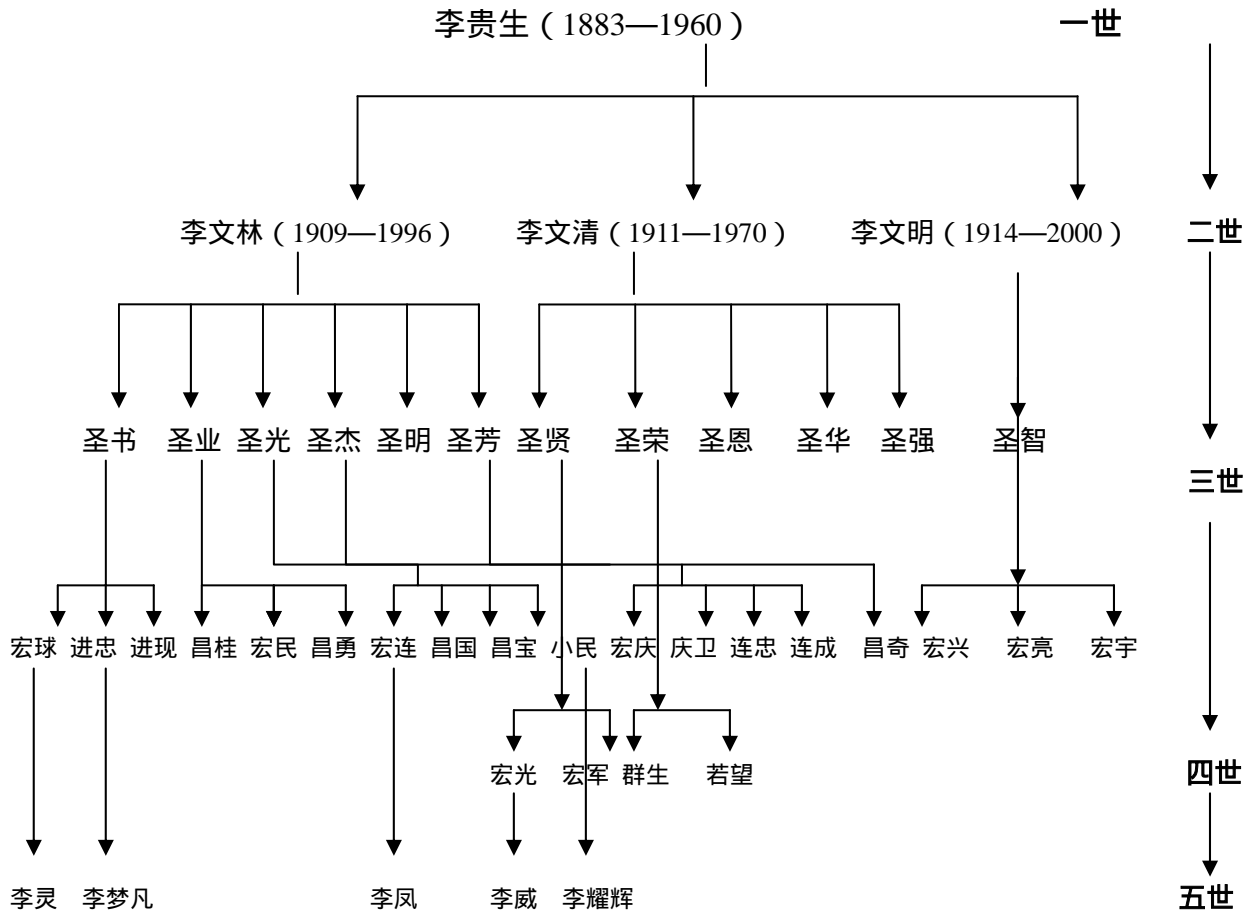 李贵生（1883—1960） 一世
李文林（1909—1996） 李文清（1911—1970） 李文明（1914—2000） 二世
圣书 圣业 圣光 圣杰 圣明 圣芳 圣贤 圣荣 圣恩 圣华 圣强 圣智
三世
宏球 进忠 进现 昌桂 宏民 昌勇 宏连 昌国 昌宝 小民 宏庆 庆卫 连忠 连成 昌奇 宏兴 宏亮 宏宇
宏光 宏军 群生 若望 四世
李灵 李梦凡 李凤 李威 李耀辉 五世